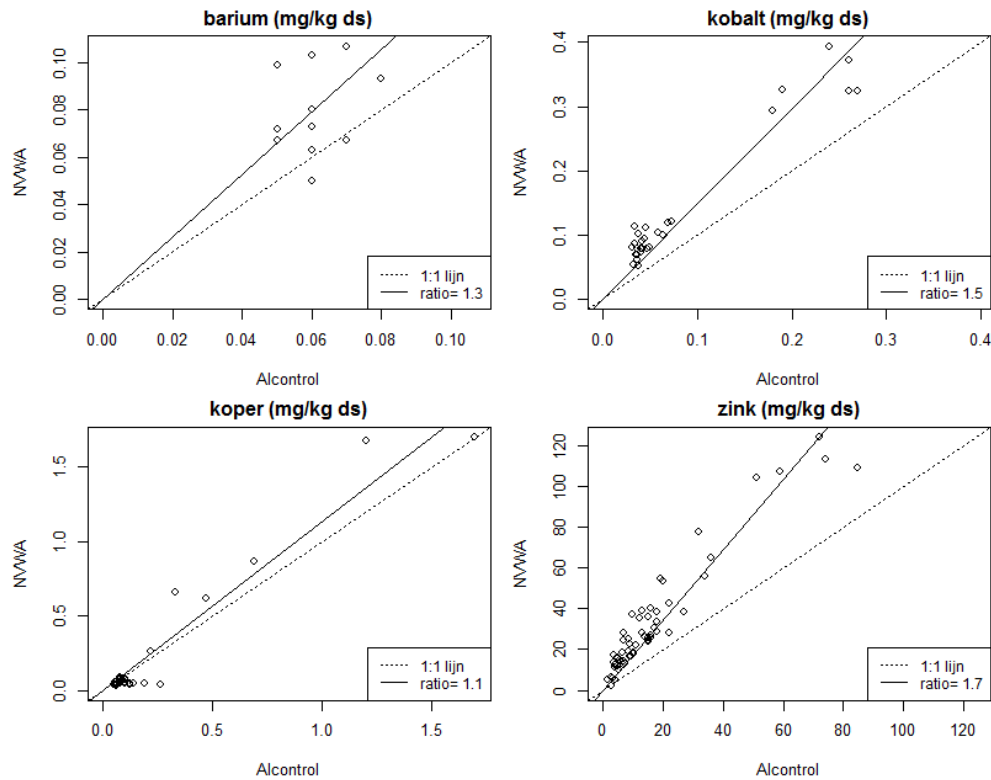 barium (mg/kg ds)
NVWA
0.00 0.02 0.04 0.06 0.08 0.10
0.00 0.02 0.04 0.06 0.08 0.10
Alcontrol
1:1 lijn
ratio= 1.3
kobalt (mg/kg ds)
NVWA
0.0 0.1 0.2 0.3 0.4
0.0 0.1 0.2 0.3 0.4
Alcontrol
1:1 lijn
ratio= 1.5
koper (mg/kg ds)
NVWA
0.0 0.5 1.0 1.5
0.0 0.5 1.0 1.5
Alcontrol
1:1 lijn
ratio= 1.1
zink (mg/kg ds)
NVWA
0 20 40 60 80 100 120
0 20 40 60 80 100 120
Alcontrol
1:1 lijn
ratio= 1.7